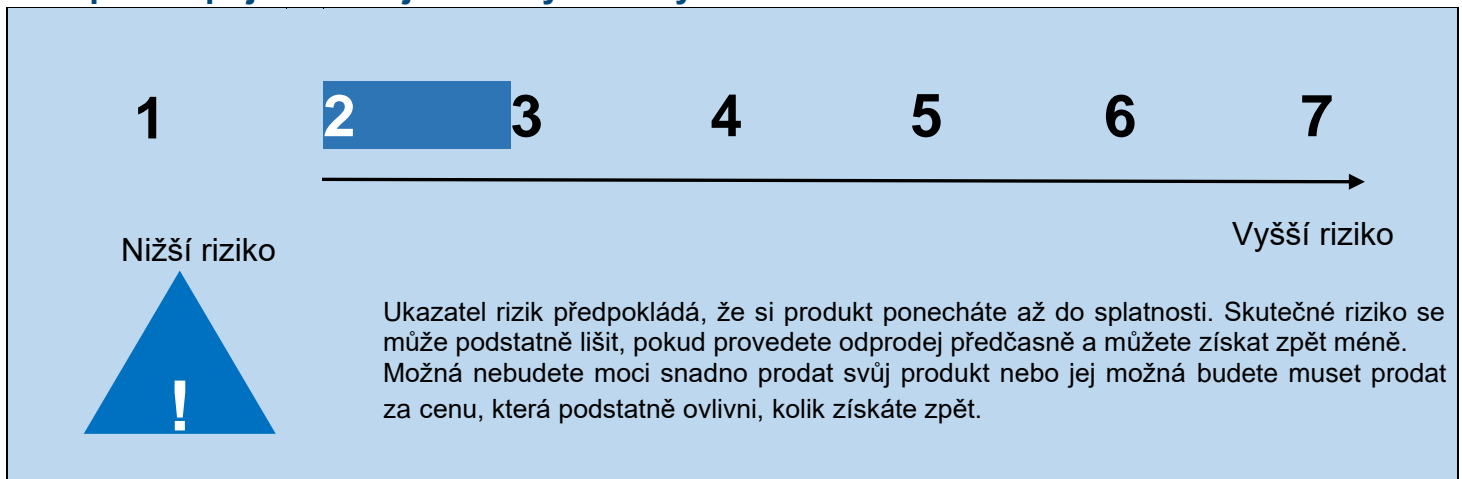 1 2 3 4 5 6 7
Nižší riziko
Vyšší riziko
!
Ukazatel rizik předpokládá, že si produkt ponecháte až do splatnosti. Skutečné riziko se
může podstatně lišit, pokud provedete odprodej předčasně a můžete získat zpět méně.
Možná nebudete moci snadno prodat svůj produkt nebo jej možná budete muset prodat
za cenu, která podstatně ovlivni, kolik získáte zpět.